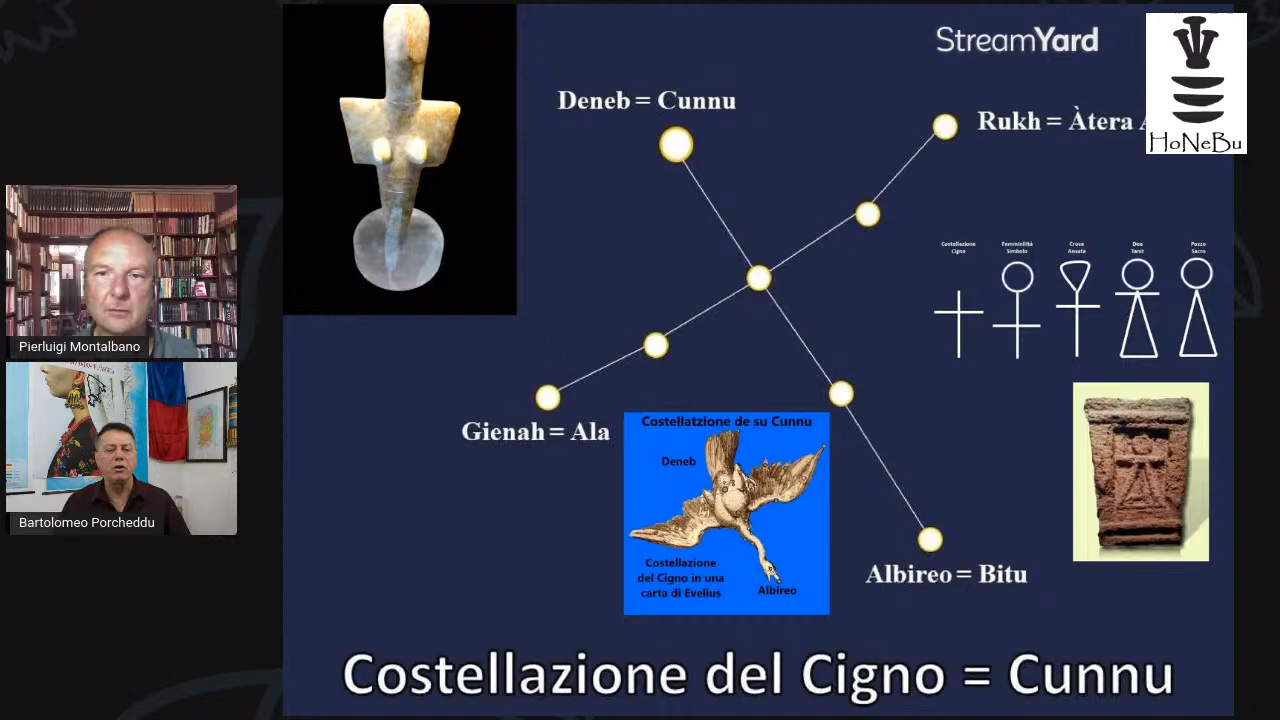 StreamYard
HoNeBu
Deneb = Cunnu
Rukh = Àtera
Costellazione
Cigno
Femminilità
Simbolo
Croce
Ansata
Dea
Tanit
Pozzo
Sacro
Pierluigi Montalbano
Bartolomeo Porcheddu
Gienah = Ala
Costellatzione de su Cunnu
Deneb
Costellazione
del Cigno in una
carta di Evelius
Albireo
Albireo = Bitu
Costellazione del Cigno = Cunnu